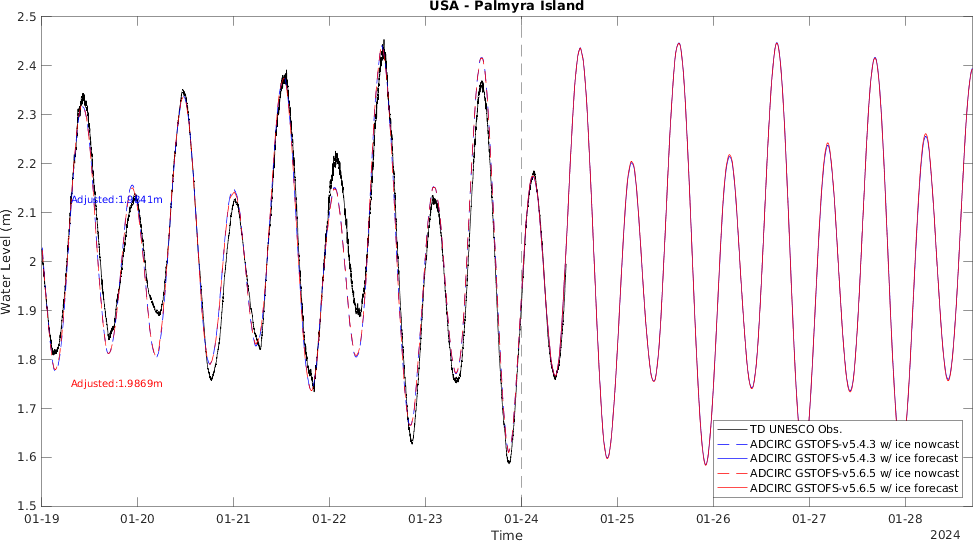 USA - Palmyra Island
2.5
2.4
2.3
2.2
2.1
2
1.9
1.8
1.7
1.6
1.5
Water Level (m)
Adjusted:1.9841m
Adjusted:1.9869m
TD UNESCO Obs.
ADCIRC GSTOFS-v5.4.3 w/ ice nowcast
ADCIRC GSTOFS-v5.4.3 w/ ice forecast
ADCIRC GSTOFS-v5.6.5 w/ ice nowcast
ADCIRC GSTOFS-v5.6.5 w/ ice forecast
01-19 01-20 01-21 01-22 01-23 01-24 01-25 01-26 01-27 01-28
Time
2024